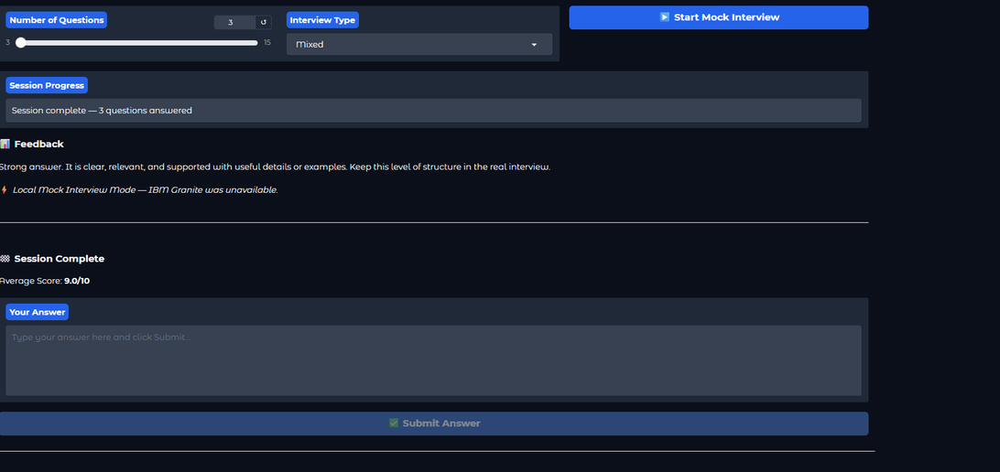 Number of Questions
3
↺
3
15
Interview Type
Mixed
▶️ Start Mock Interview
Session Progress
Session complete — 3 questions answered
📊 Feedback
Strong answer. It is clear, relevant, and supported with useful details or examples. Keep this level of structure in the real interview.
⚡ Local Mock Interview Mode — IBM Granite was unavailable.
🏁 Session Complete
Average Score: 9.0/10
Your Answer
Type your answer here and click Submit...
✅ Submit Answer